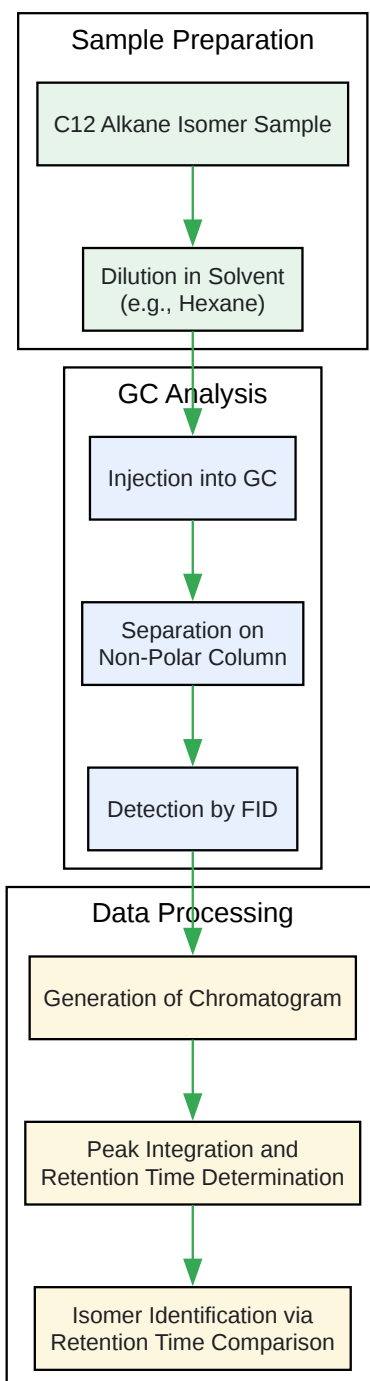 Sample Preparation
C12 Alkane Isomer Sample
Dilution in Solvent
(e.g., Hexane)
GC Analysis
Injection into GC
Separation on
Non-Polar Column
Detection by FID
Data Processing
Generation of Chromatogram
Peak Integration and
Retention Time Determination
Isomer Identification via
Retention Time Comparison